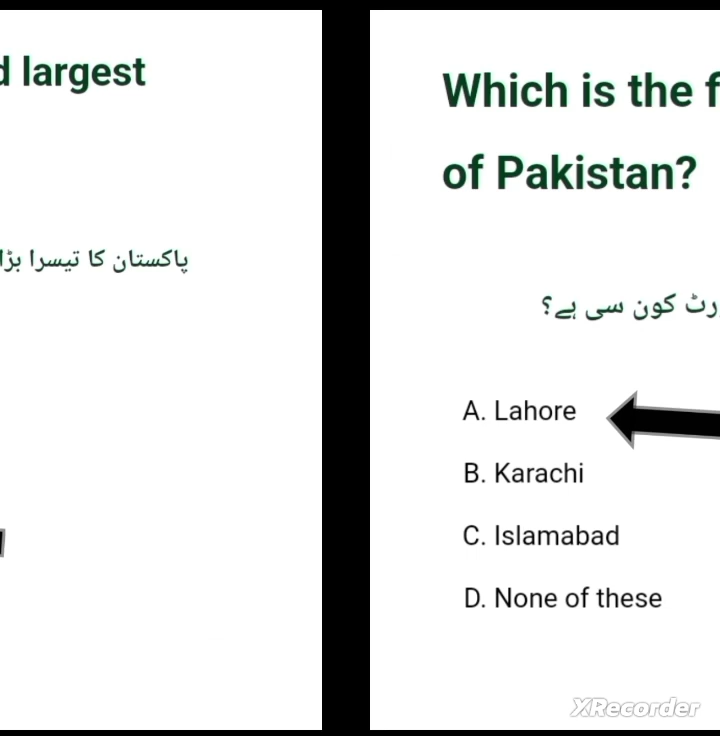 d largest
پاکستان کا تیسرا بڑا
Which is the f
of Pakistan?
رٹ کون سی ہے؟
A. Lahore
B. Karachi
C. Islamabad
D. None of these
XRecorder